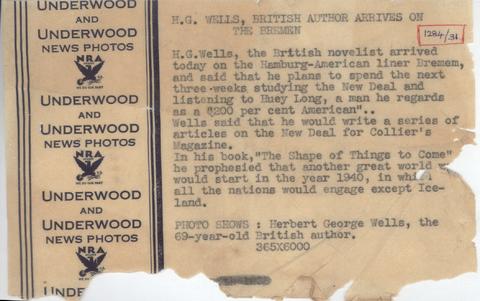 UNDERWOOD
AND
UNDERWOOD
NEWS PHOTOS
NRA
WE DO OUR PART
UNDERWOOD
AND
UNDERWOOD
NEWS PHOTOS
NRA
WE DO OUR PART
UNDERWOOD
AND
UNDERWOOD
NEWS PHOTOS
NRA
UNDE
H.G. WELLS, BRITISH AUTHOR ARRIVES ON
THE BREMEN
1284/31
H.G.Wells, the British novelist arrived
today on the Hamburg-American liner Bremem,
and said that he plans to spend the next
three-weeks studying the New Deal and
listening to Huey Long, a man he regards
as a "200 per cent American"..
Wells said that he would write a series of
articles on the New Deal for Collier's
Magazine.
In his book,"The Shape of Things to Come"
he prophesied that another great world w
would start in the year 1940, in whi
all the nations would engage except Ice-
land.
PHOTO SHOWS : Herbert George Wells, the
69-year-old British author.
365X6000